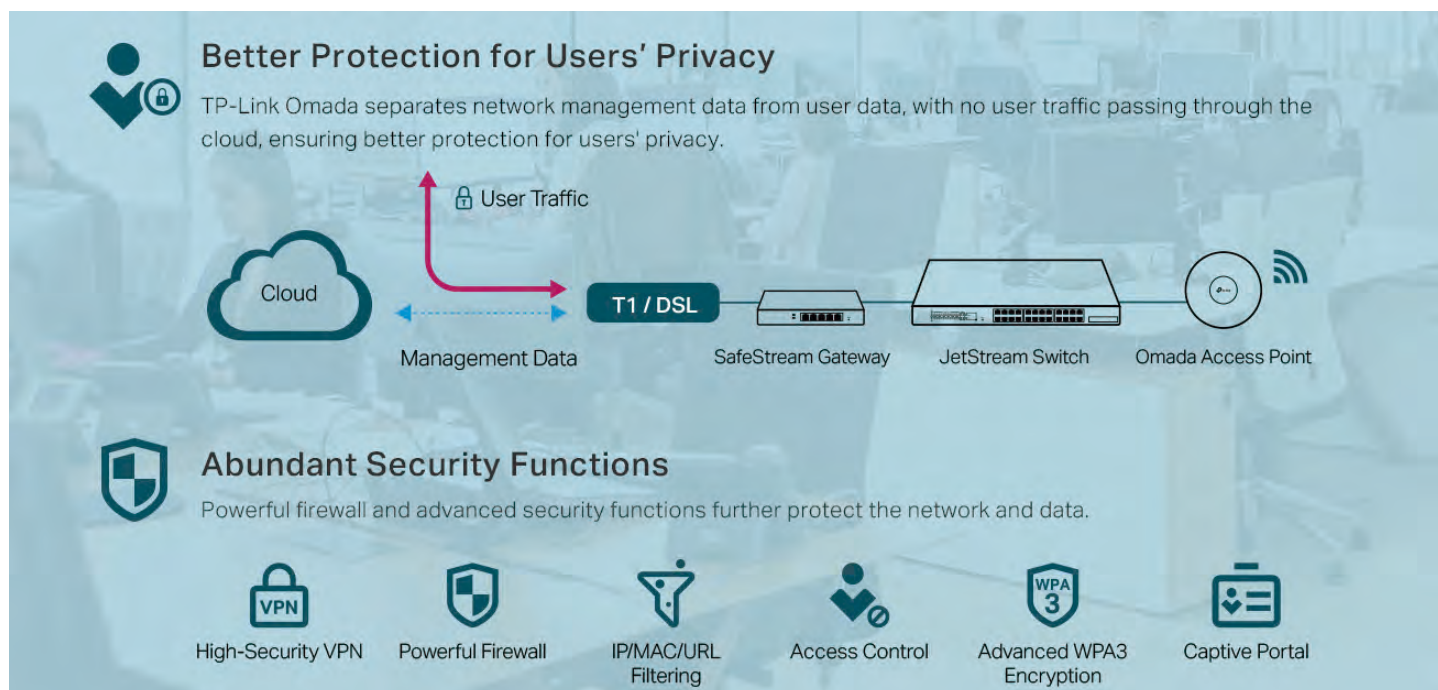 Better Protection for Users' Privacy
TP-Link Omada separates network management data from user data, with no user traffic passing through the
cloud, ensuring better protection for users' privacy.
User Traffic
Cloud
T1 / DSL
Management Data
SafeStream Gateway
JetStream Switch
Omada Access Point
Abundant Security Functions
Powerful firewall and advanced security functions further protect the network and data.
VPN
WPA
3
High-Security VPN
Powerful Firewall
IP/MAC/URL
Filtering
Access Control
Advanced WPA3
Encryption
Captive Portal